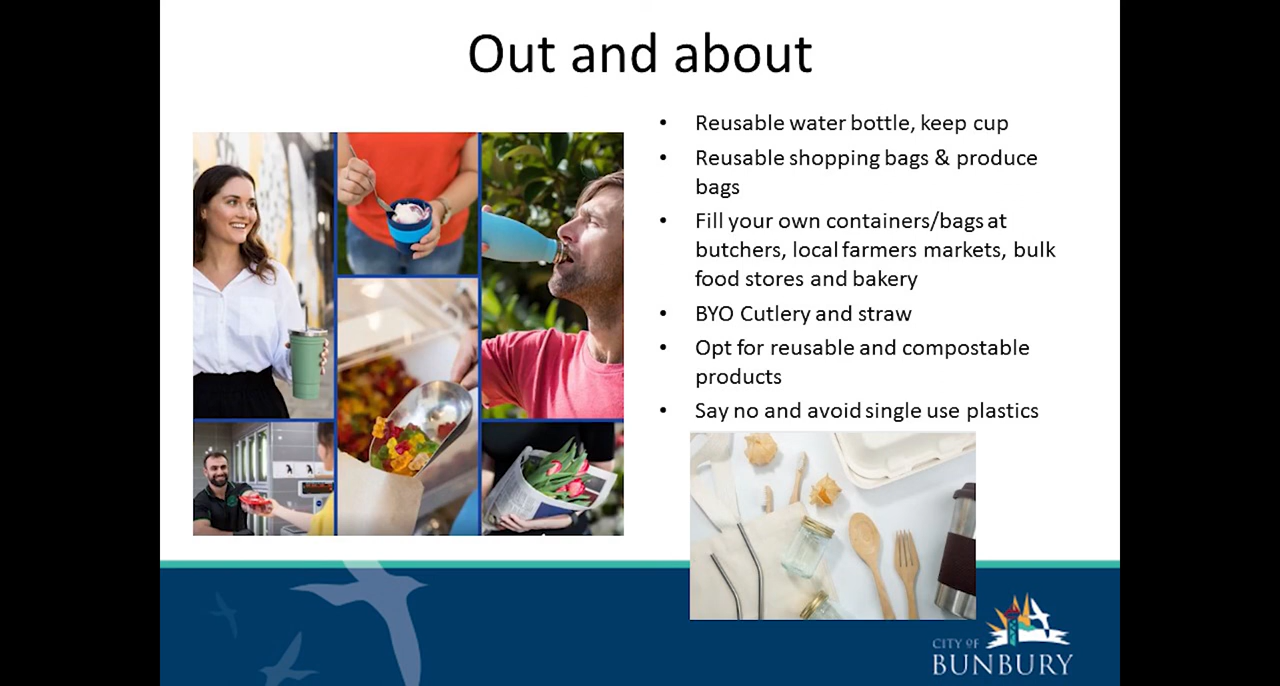 Out and about
• Reusable water bottle, keep cup
• Reusable shopping bags & produce
bags
• Fill your own containers/bags at
butchers, local farmers markets, bulk
food stores and bakery
• BYO Cutlery and straw
• Opt for reusable and compostable
products
• Say no and avoid single use plastics
CITY OF
BUNBURY